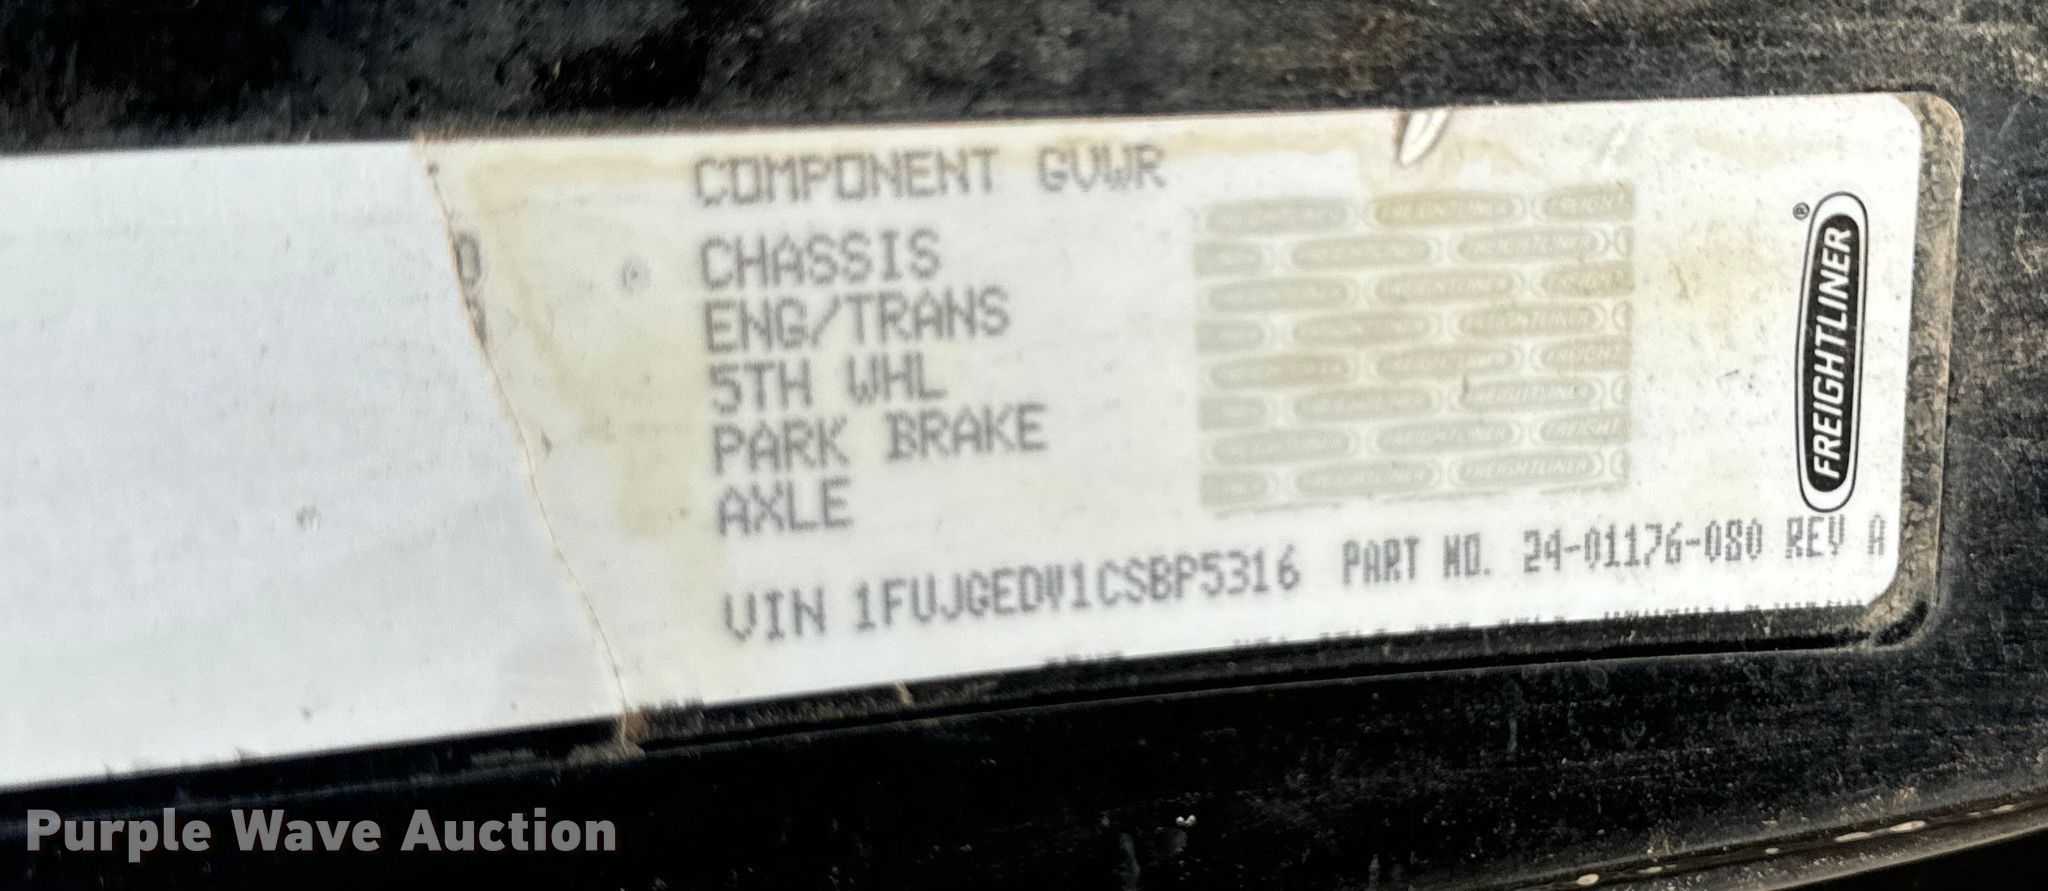 COMPONENT GVWR
CHASSIS
ENG/TRANS
5TH WHL
PARK BRAKE
AXLE
VIN 1FUJGEDV1CSBP5316 PART NO. 24-01176-080 REV A
FREIGHTLINER®
Purple Wave Auction